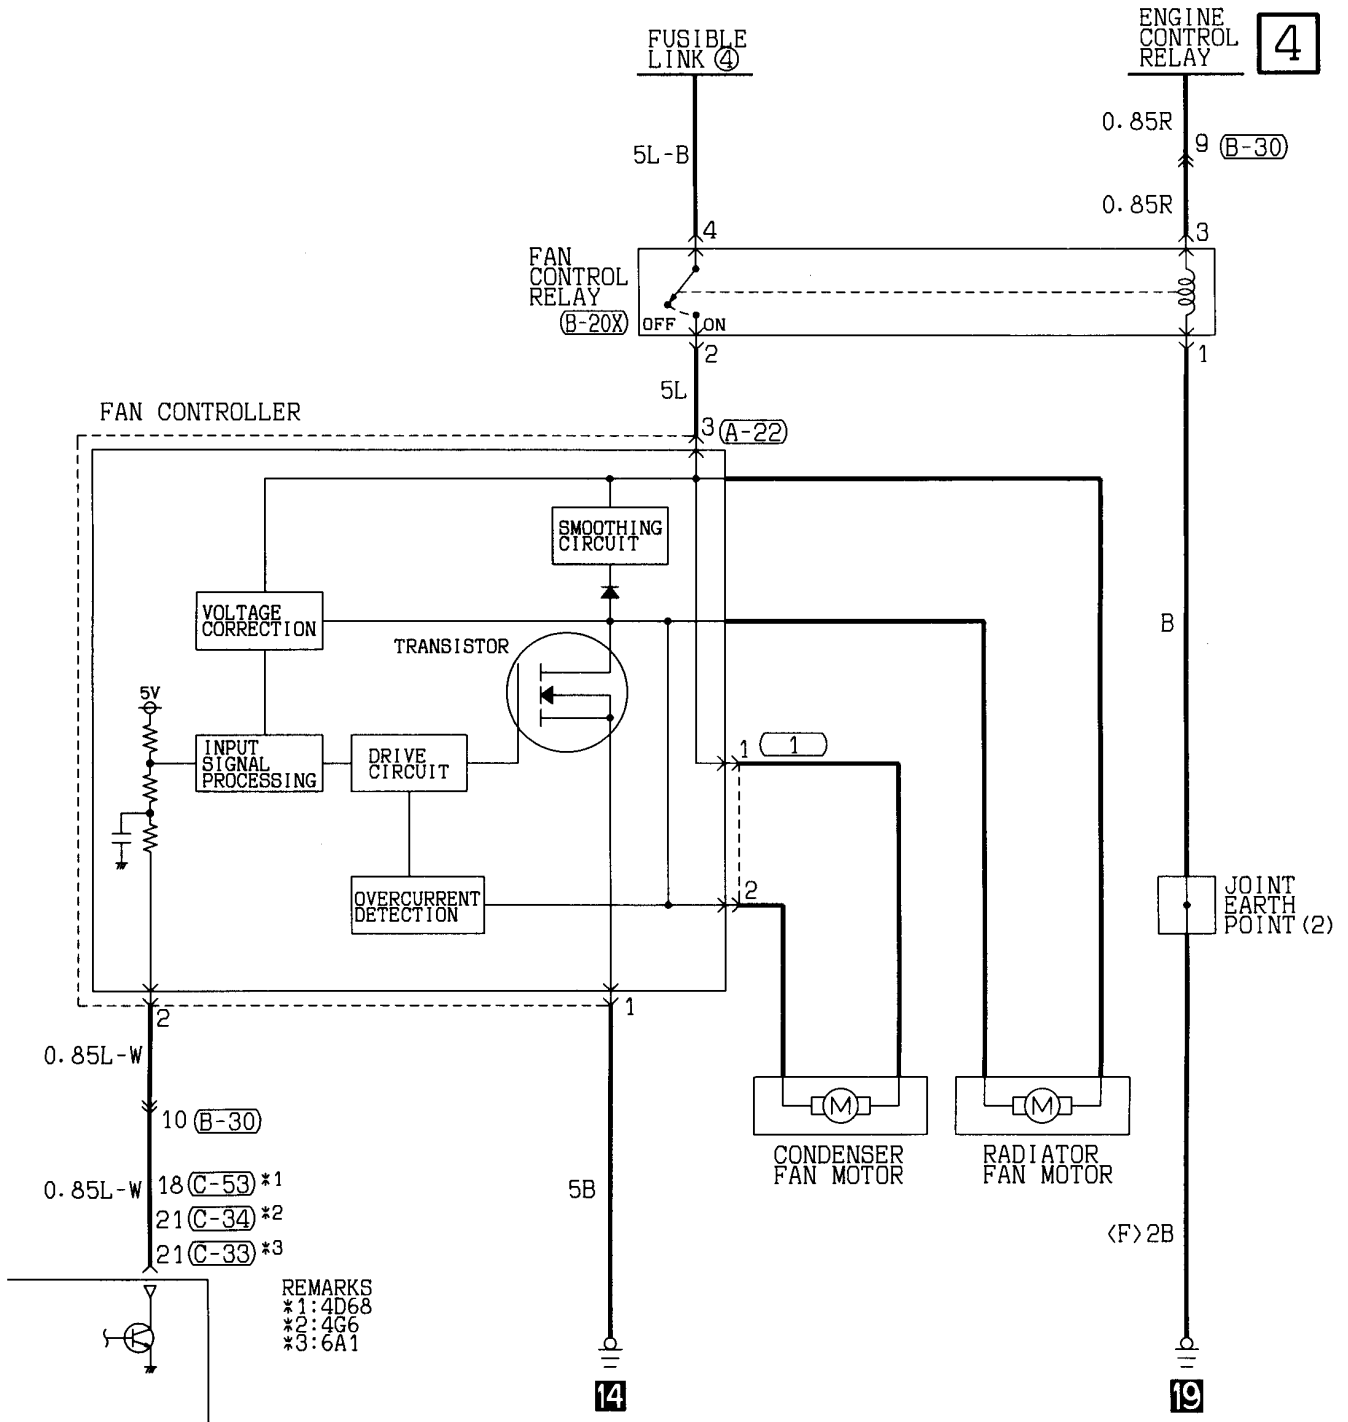 FUSIBLE
LINK ④
ENGINE
CONTROL
RELAY
4
0.85R
9 (B-30)
5L-B
0.85R
4
3
FAN
CONTROL
RELAY
(B-20X)
OFF
ON
2
1
5L
FAN CONTROLLER
3 (A-22)
SMOOTHING
CIRCUIT
VOLTAGE
CORRECTION
TRANSISTOR
B
5V
INPUT
SIGNAL
PROCESSING
DRIVE
CIRCUIT
1 (1)
OVERCURRENT
DETECTION
2
JOINT
EARTH
POINT (2)
2
1
0.85L-W
M
M
10 (B-30)
CONDENSER
FAN MOTOR
RADIATOR
FAN MOTOR
0.85L-W
18 (C-53) *1
21 (C-34) *2
21 (C-33) *3
5B
<F>2B
REMARKS
*1:4D68
*2:4G6
*3:6A1
14
19